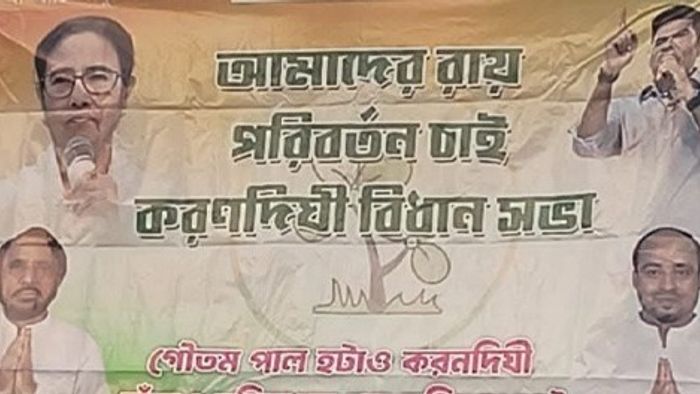 আমাদের রায়
পরিবর্তন চাই
করণদিঘী বিধান সভা
গৌতম পাল হটাও করনদিঘী